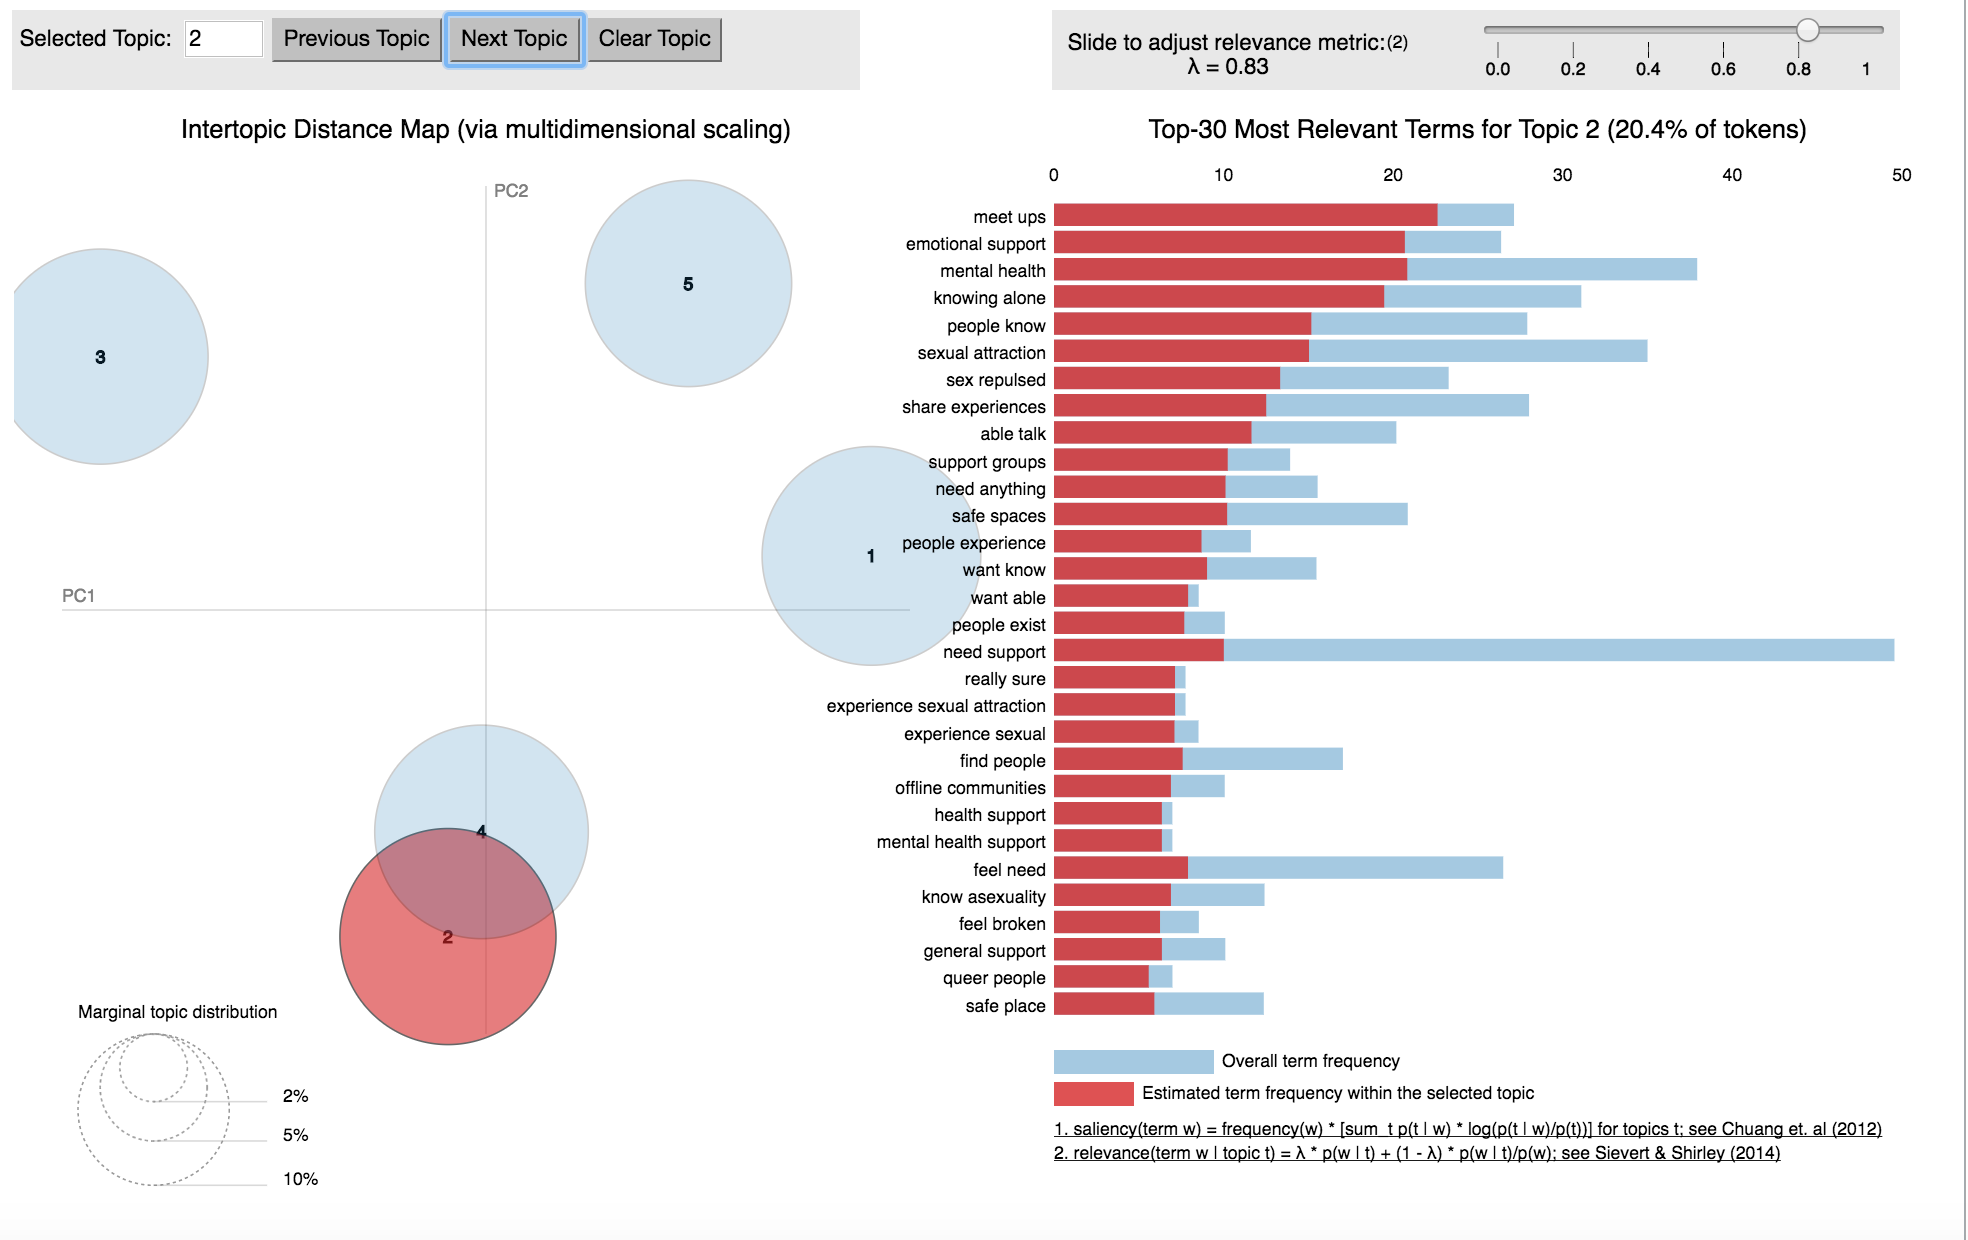 Selected Topic: 2 Previous Topic Next Topic Clear Topic
Slide to adjust relevance metric:(2)
λ = 0.83
0.0 0.2 0.4 0.6 0.8 1
Intertopic Distance Map (via multidimensional scaling)
PC2
PC1
3
5
1
4
2
Marginal topic distribution
2%
5%
10%
Top-30 Most Relevant Terms for Topic 2 (20.4% of tokens)
0 10 20 30 40 50
meet ups
emotional support
mental health
knowing alone
people know
sexual attraction
sex repulsed
share experiences
able talk
support groups
need anything
safe spaces
people experience
want know
want able
people exist
need support
really sure
experience sexual attraction
experience sexual
find people
offline communities
health support
mental health support
feel need
know asexuality
feel broken
general support
queer people
safe place
Overall term frequency
Estimated term frequency within the selected topic
1. saliency(term w) = frequency(w) * [sum_t p(t | w) * log(p(t | w)/p(t))] for topics t; see Chuang et. al (2012)
2. relevance(term w | topic t) = λ * p(w | t) + (1 - λ) * p(w | t)/p(w); see Sievert & Shirley (2014)